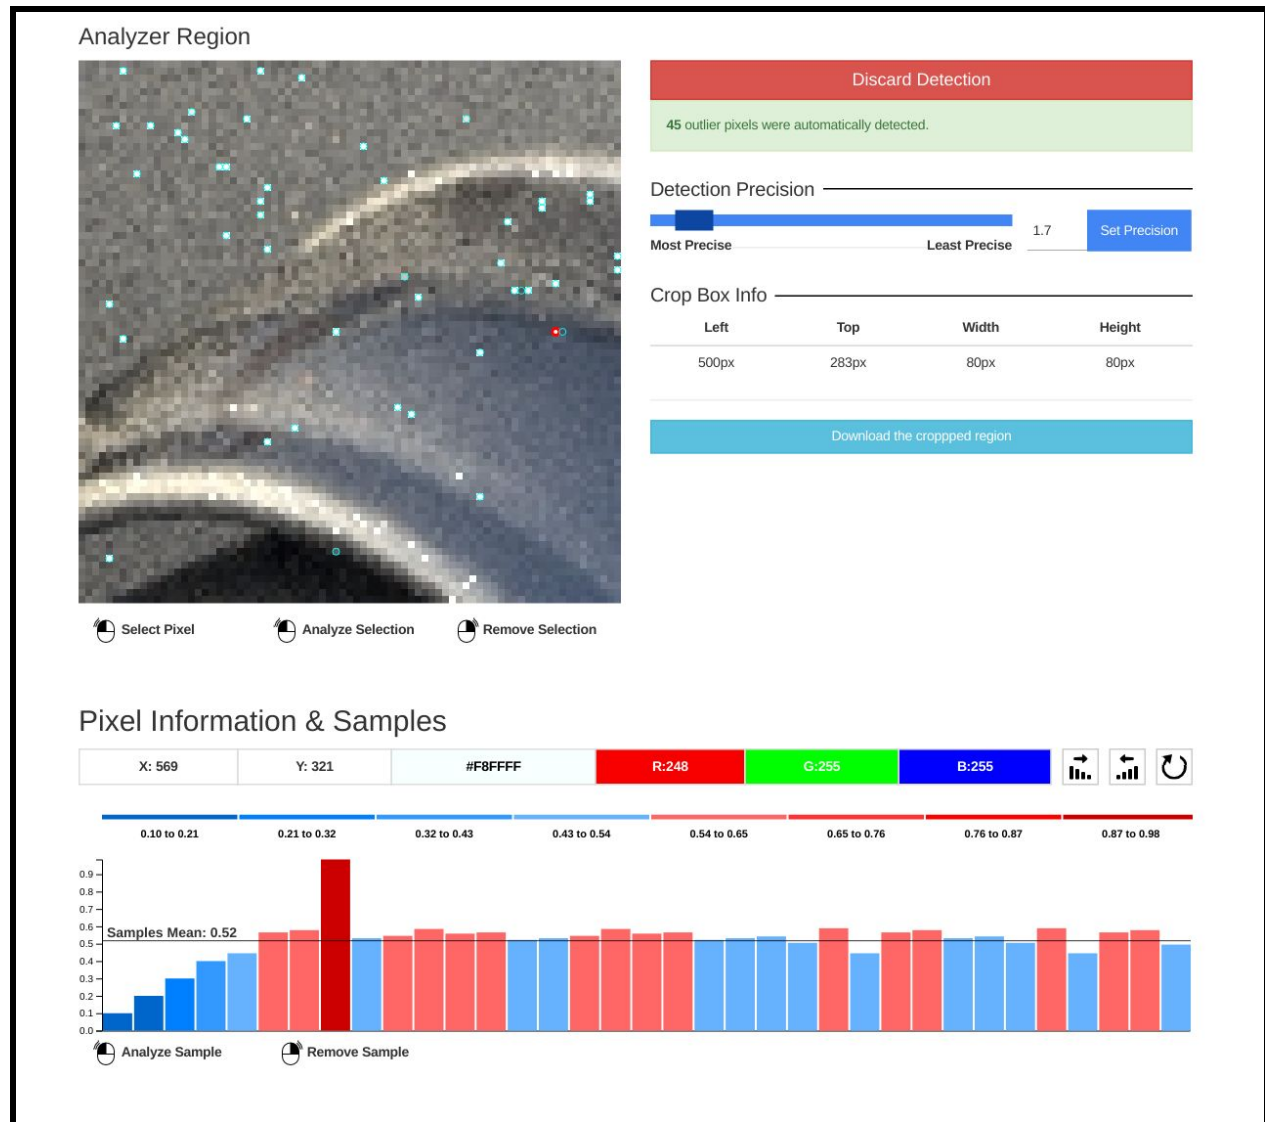 Analyzer Region
Discard Detection
45 outlier pixels were automatically detected.
Detection Precision
Most Precise
Least Precise
1.7
Set Precision
Crop Box Info
Left Top Width Height
500px 283px 80px 80px
Download the croppped region
Select Pixel Analyze Selection Remove Selection
Pixel Information & Samples
X: 569 Y: 321 #F8FFFF R:248 G:255 B:255
0.10 to 0.21 0.21 to 0.32 0.32 to 0.43 0.43 to 0.54 0.54 to 0.65 0.65 to 0.76 0.76 to 0.87 0.87 to 0.98
0.9
0.8
0.7
0.6
Samples Mean: 0.52
0.5
0.4
0.3
0.2
0.1
0.0
Analyze Sample Remove Sample